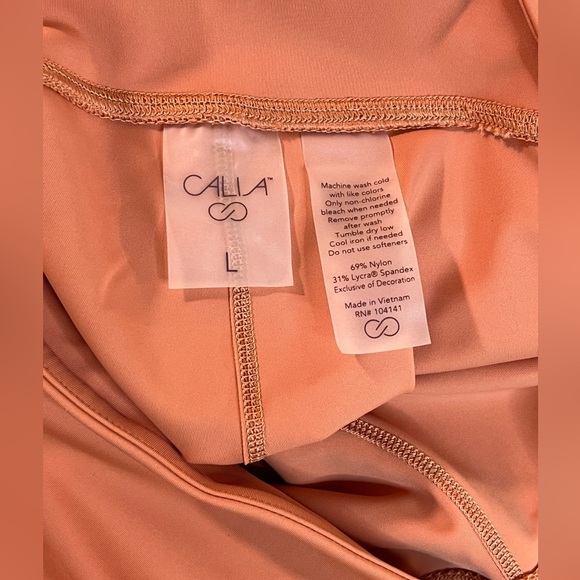 CALIA™
L
Machine wash cold
with like colors
Only non-chlorine
bleach when needed
Remove promptly
after wash
Tumble dry low
Cool iron if needed
Do not use softeners
69% Nylon
31% Lycra® Spandex
Exclusive of Decoration
Made in Vietnam
RN# 104141